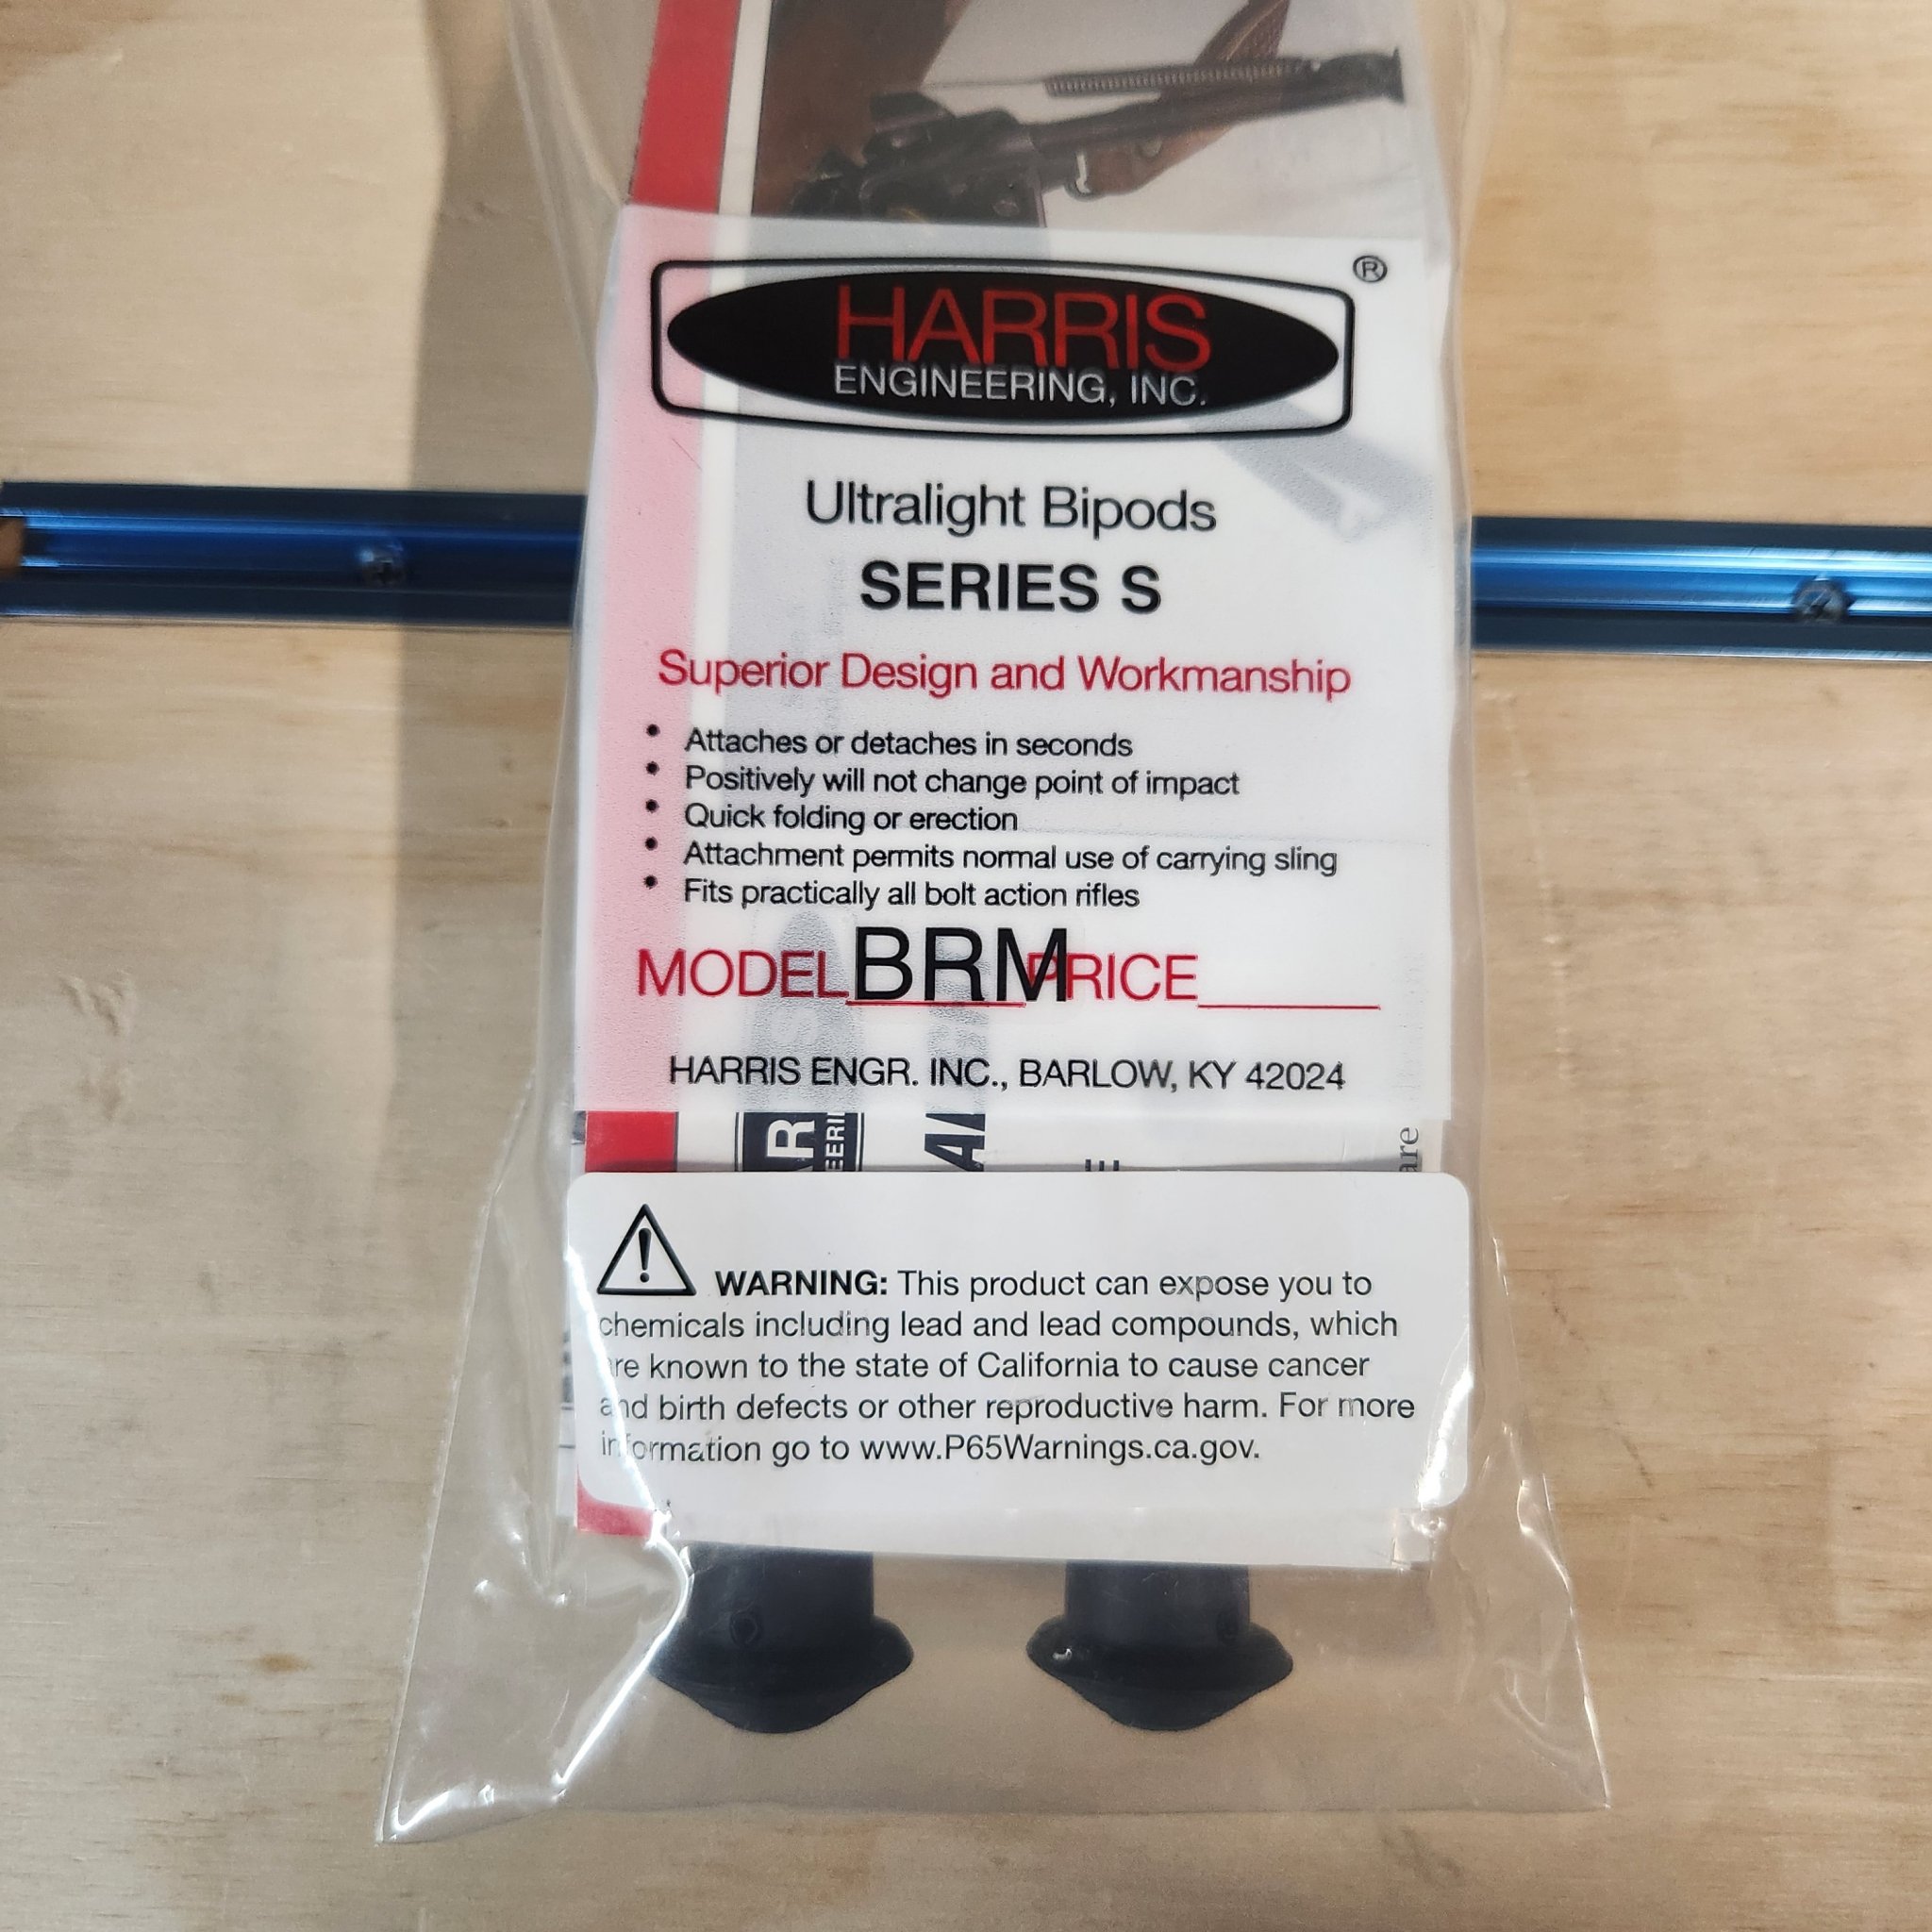 HARRIS ®
ENGINEERING, INC.
Ultralight Bipods
SERIES S
Superior Design and Workmanship
• Attaches or detaches in seconds
• Positively will not change point of impact
• Quick folding or erection
• Attachment permits normal use of carrying sling
• Fits practically all bolt action rifles
MODEL BRM PRICE______
HARRIS ENGR. INC., BARLOW, KY 42024
WARNING: This product can expose you to
chemicals including lead and lead compounds, which
are known to the state of California to cause cancer
and birth defects or other reproductive harm. For more
information go to www.P65Warnings.ca.gov.